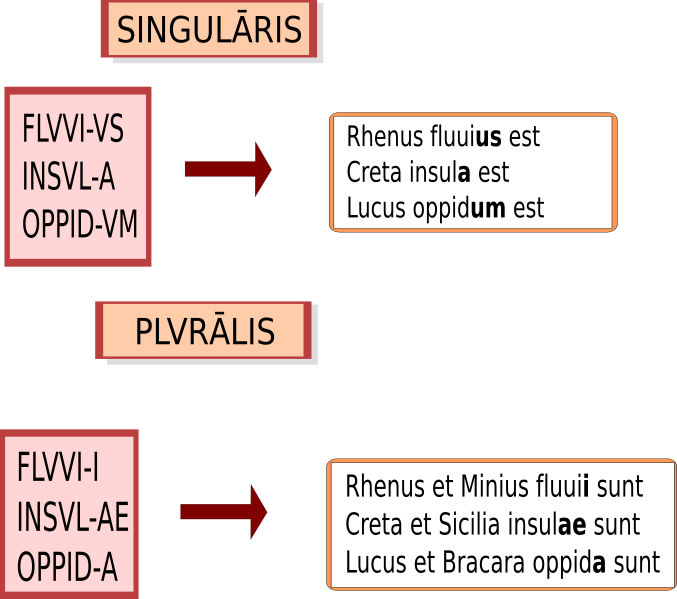 SINGULĀRIS
FLVVI-VS
INSVL-A
OPPID-VM
Rhenus fluuius est
Creta insula est
Lucus oppidum est
PLVRĀLIS
FLVVI-I
INSVL-AE
OPPID-A
Rhenus et Minius fluuii sunt
Creta et Sicilia insulae sunt
Lucus et Bracara oppida sunt